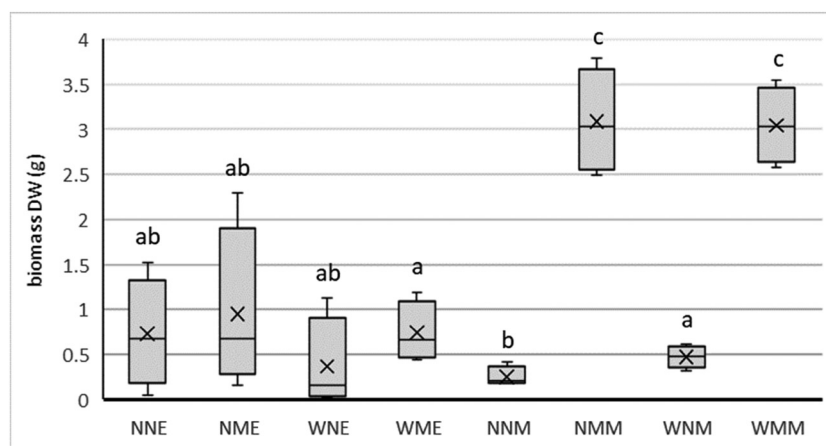 4
3.5
3
2.5
2
1.5
1
0.5
0
biomass DW (g)
ab
ab
ab
a
b
c
a
c
NNE NME WNE WME NNM NMM WNM WMM